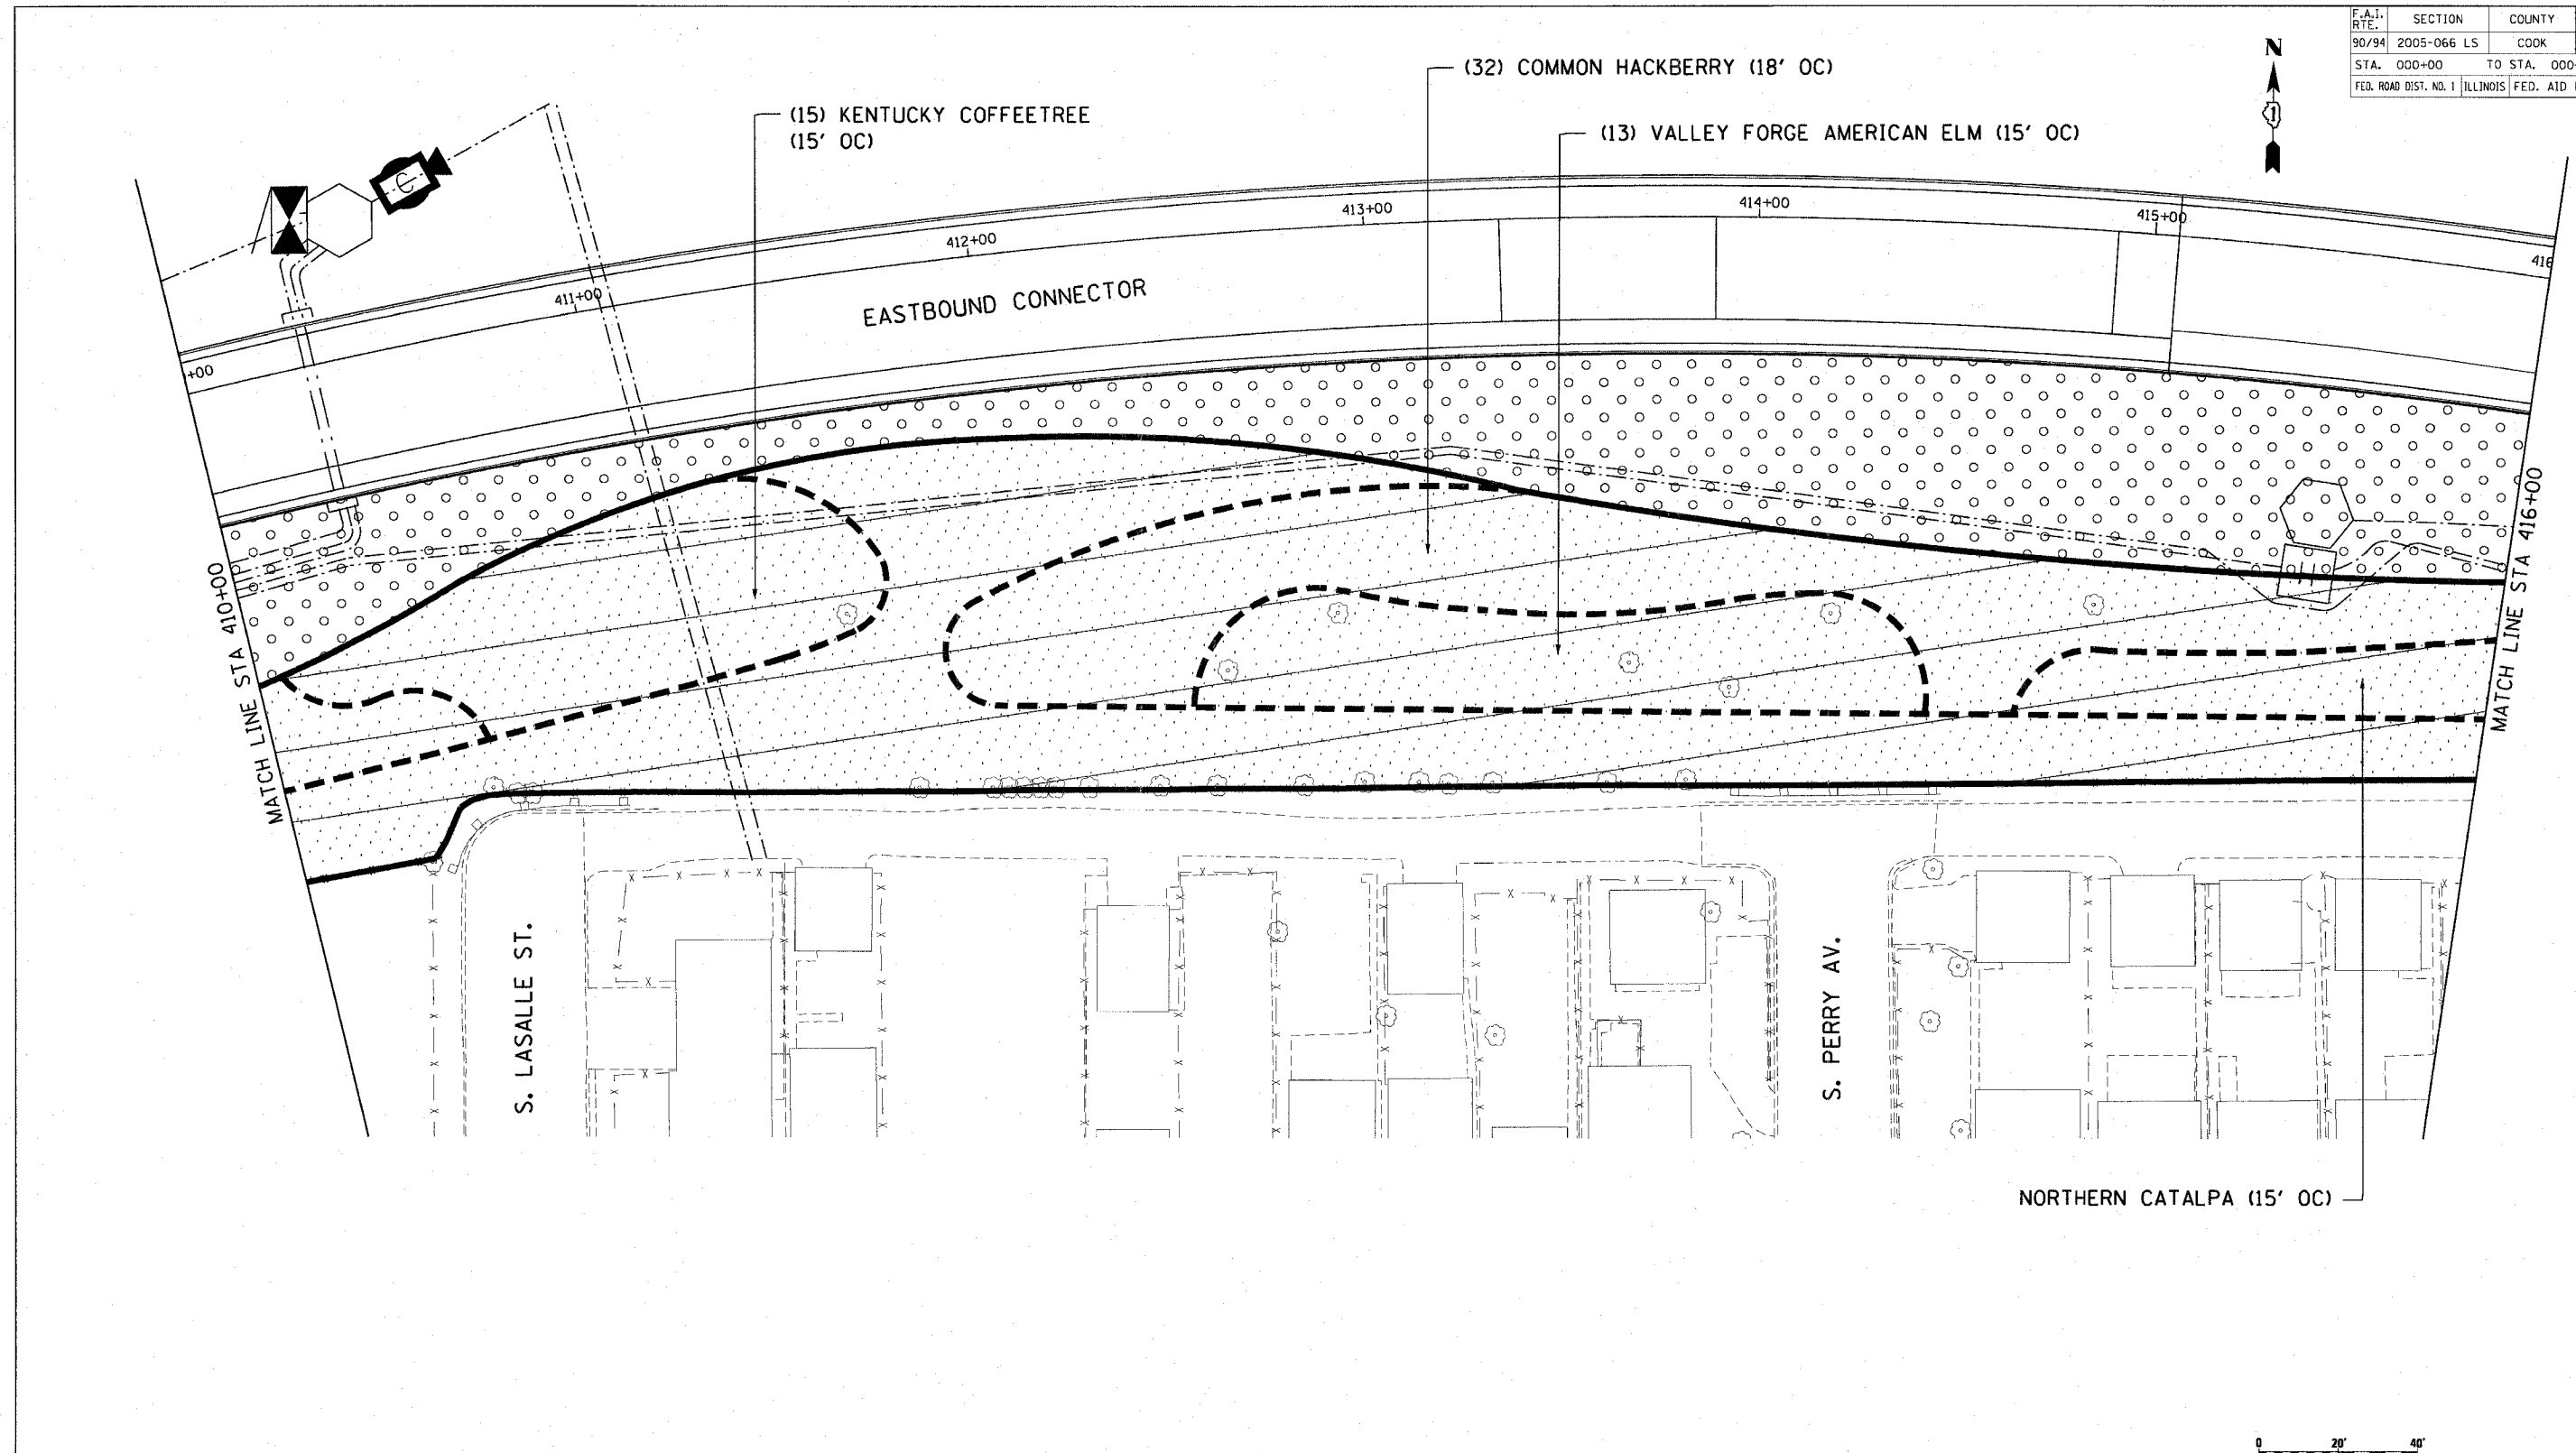 F.A.I. RTE. SECTION COUNTY
90/94 2005-066 LS COOK
STA. 000+00 TO STA.
FED. ROAD DIST. NO. 1 ILLINOIS FED. AID
N
1
(32) COMMON HACKBERRY (18' OC)
(15) KENTUCKY COFFEETREE
(15' OC)
(13) VALLEY FORGE AMERICAN ELM (15' OC)
C
+00
411+00
412+00
413+00
414+00
415+00
416
EASTBOUND CONNECTOR
MATCH LINE STA 410+00
MATCH LINE STA 416+00
S. LASALLE ST.
S. PERRY AV.
NORTHERN CATALPA (15' OC)
0 20' 40'